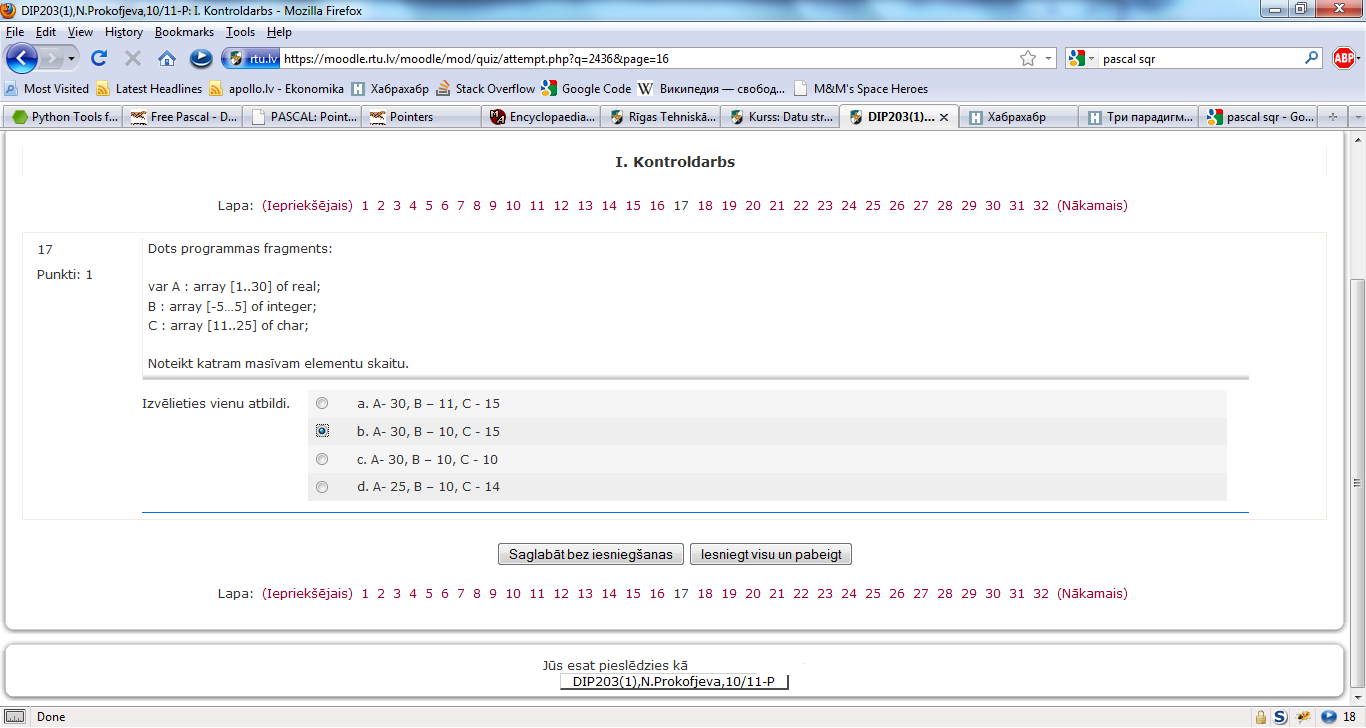 DIP203(1),N.Prokofjeva,10/11-P: I. Kontroldarbs - Mozilla Firefox
File Edit View History Bookmarks Tools Help
rtu.lv https://moodle.rtu.lv/moodle/mod/quiz/attempt.php?q=2436&page=16 pascal sqr ABP
Most Visited Latest Headlines apollo.lv - Ekonomika Хабрахабр Stack Overflow Google Code Википедия — свобод... M&M's Space Heroes
Python Tools f... Free Pascal - D... PASCAL: Point... Pointers Encyclopaedia... Rīgas Tehniskā... Kurss: Datu str... DIP203(1)... Хабрахабр Три парадигм... pascal sqr - Go...
I. Kontroldarbs
Lapa: (Iepriekšējais) 1 2 3 4 5 6 7 8 9 10 11 12 13 14 15 16 17 18 19 20 21 22 23 24 25 26 27 28 29 30 31 32 (Nākamais)
17
Punkti: 1
Dots programmas fragments:
var A : array [1..30] of real;
B : array [-5...5] of integer;
C : array [11..25] of char;
Noteikt katram masīvam elementu skaitu.
Izvēlieties vienu atbildi.
a. A- 30, B – 11, C - 15
b. A- 30, B – 10, C - 15
c. A- 30, B – 10, C - 10
d. A- 25, B – 10, C - 14
Saglabāt bez iesniegšanas Iesniegt visu un pabeigt
Lapa: (Iepriekšējais) 1 2 3 4 5 6 7 8 9 10 11 12 13 14 15 16 17 18 19 20 21 22 23 24 25 26 27 28 29 30 31 32 (Nākamais)
Jūs esat pieslēdzies kā
DIP203(1),N.Prokofjeva,10/11-P
Done 18